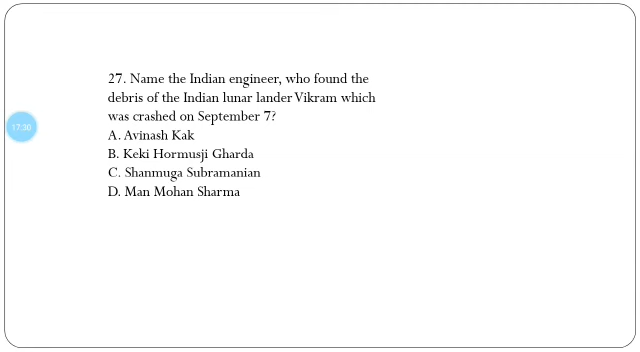 27. Name the Indian engineer, who found the
debris of the Indian lunar lander Vikram which
was crashed on September 7?
17:30
A. Avinash Kak
B. Keki Hormusji Gharda
C. Shanmuga Subramanian
D. Man Mohan Sharma